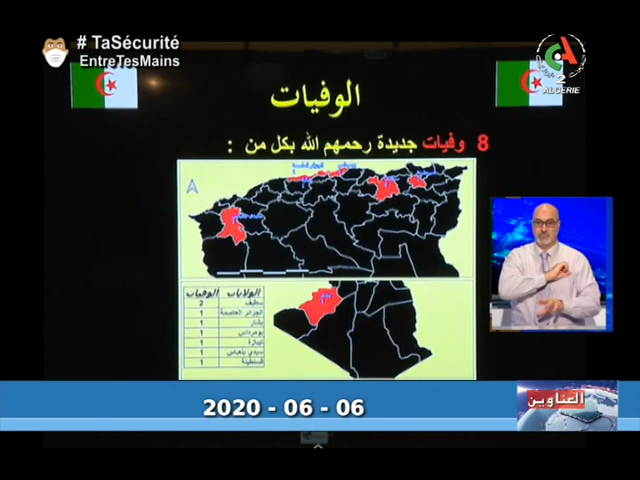 # TaSécurité
EntreTesMains
2
ALGERIE
الوفيات
8 وفيات جديدة رحمهم الله بكل من :
الولايات الوفيات
سطيف 2
الجزائر العاصمة 1
بشار 1
بومرداس 1
تيبازة 1
سيدي بلعباس 1
قسنطينة 1
العناوين
2020 - 06 - 06